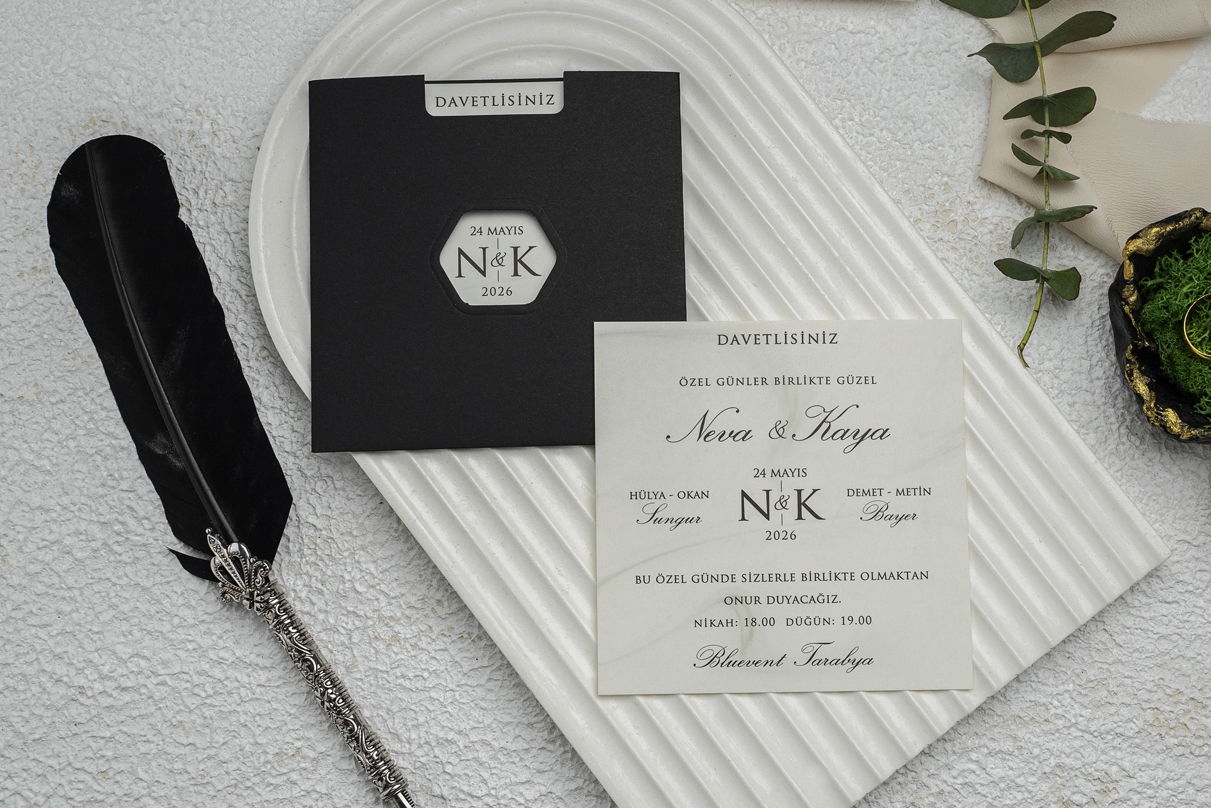 DAVETLİSİNİZ
24 MAYIS
N & K
2026
DAVETLİSİNİZ
ÖZEL GÜNLER BİRLİKTE GÜZEL
Neva & Kaya
HÜLYA - OKAN
Sungur
24 MAYIS
N & K
2026
DEMET - METİN
Bayer
BU ÖZEL GÜNDE SİZLERLE BİRLİKTE OLMAKTAN
ONUR DUYACAĞIZ.
NİKAH: 18.00 DÜĞÜN: 19.00
Bluevent Tarabya